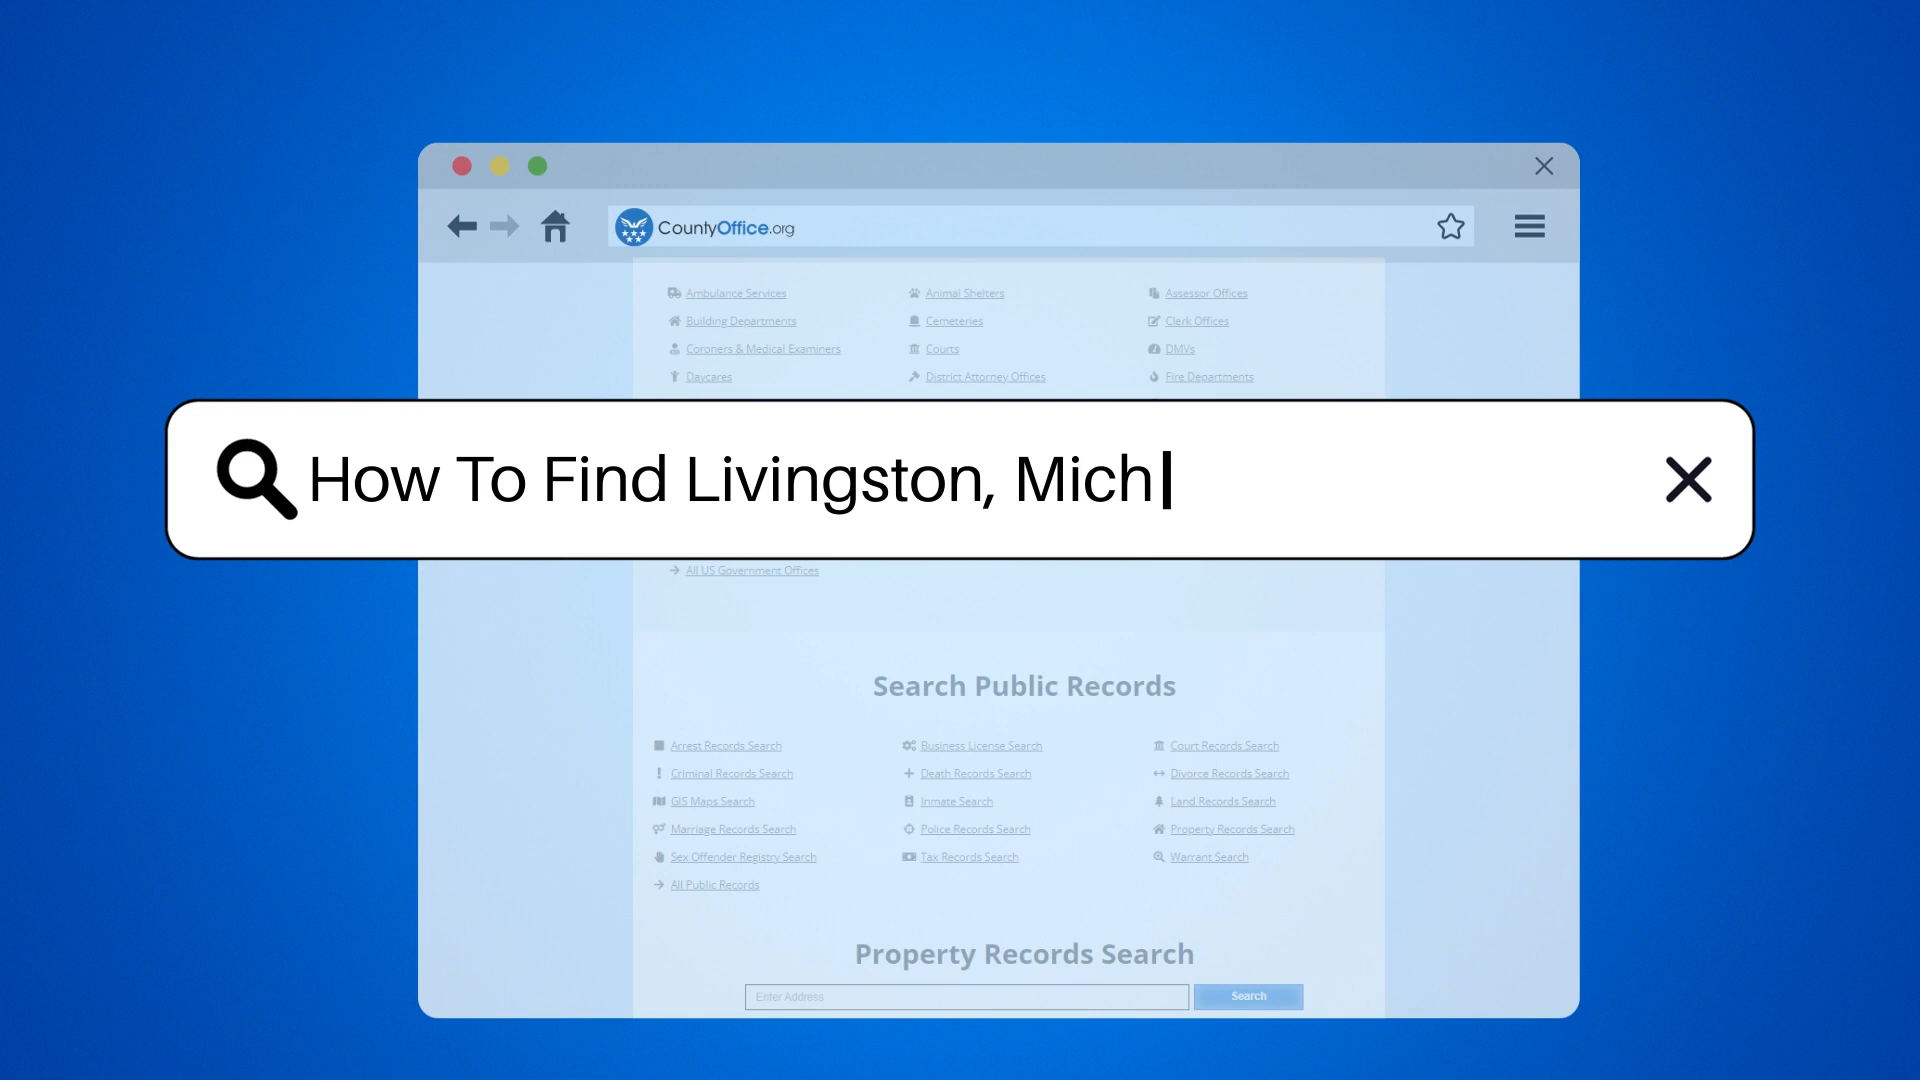 CountyOffice.org
Ambulance Services Animal Shelters Assessor Offices
Building Departments Cemeteries Clerk Offices
Coroners & Medical Examiners Courts DMVs
Daycares District Attorney Offices Fire Departments
How To Find Livingston, Mich
All US Government Offices
Search Public Records
Arrest Records Search Business License Search Court Records Search
Criminal Records Search Death Records Search Divorce Records Search
GIS Maps Search Inmate Search Land Records Search
Marriage Records Search Police Records Search Property Records Search
Sex Offender Registry Search Tax Records Search Warrant Search
All Public Records
Property Records Search
Enter Address Search